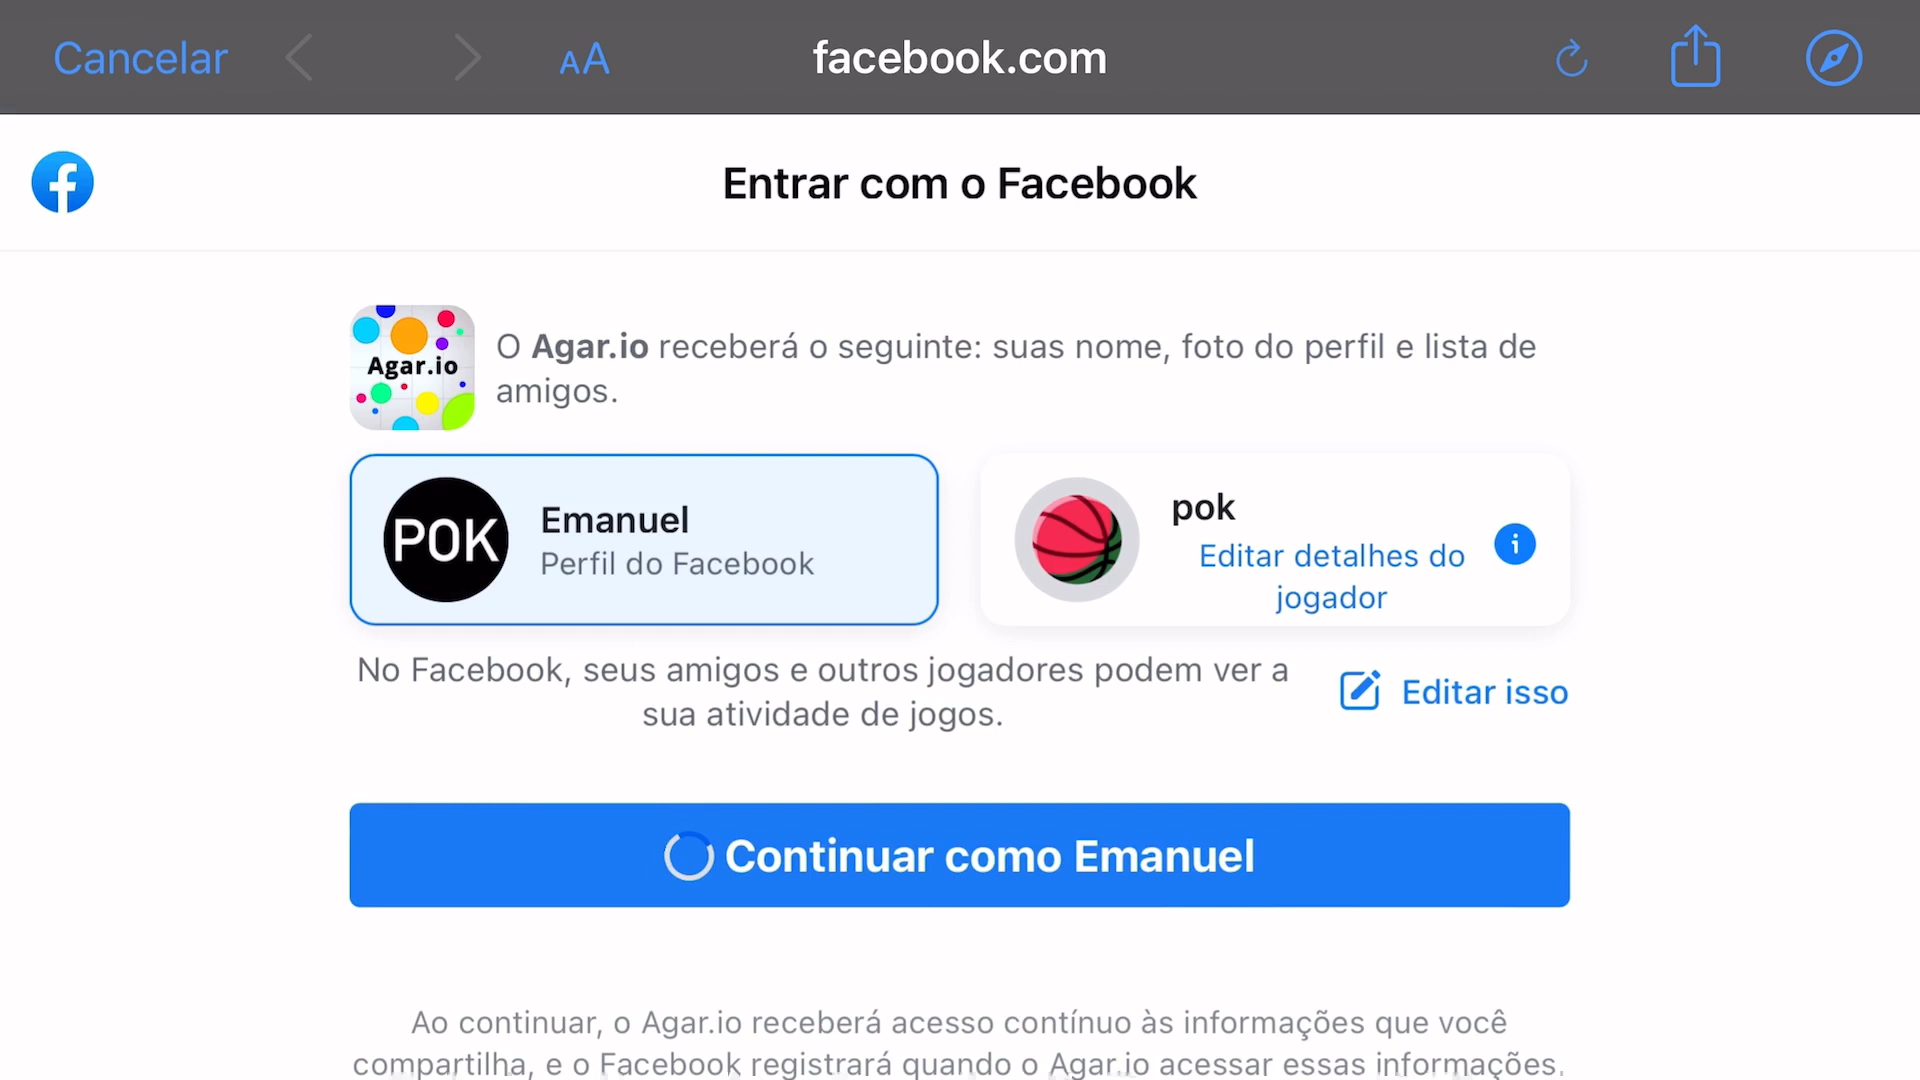 Cancelar
AA
facebook.com
Entrar com o Facebook
Agar.io
O Agar.io receberá o seguinte: suas nome, foto do perfil e lista de
amigos.
POK
Emanuel
Perfil do Facebook
pok
Editar detalhes do
jogador
No Facebook, seus amigos e outros jogadores podem ver a
sua atividade de jogos.
Editar isso
Continuar como Emanuel
Ao continuar, o Agar.io receberá acesso contínuo às informações que você
compartilha, e o Facebook registrará quando o Agar.io acessar essas informações.